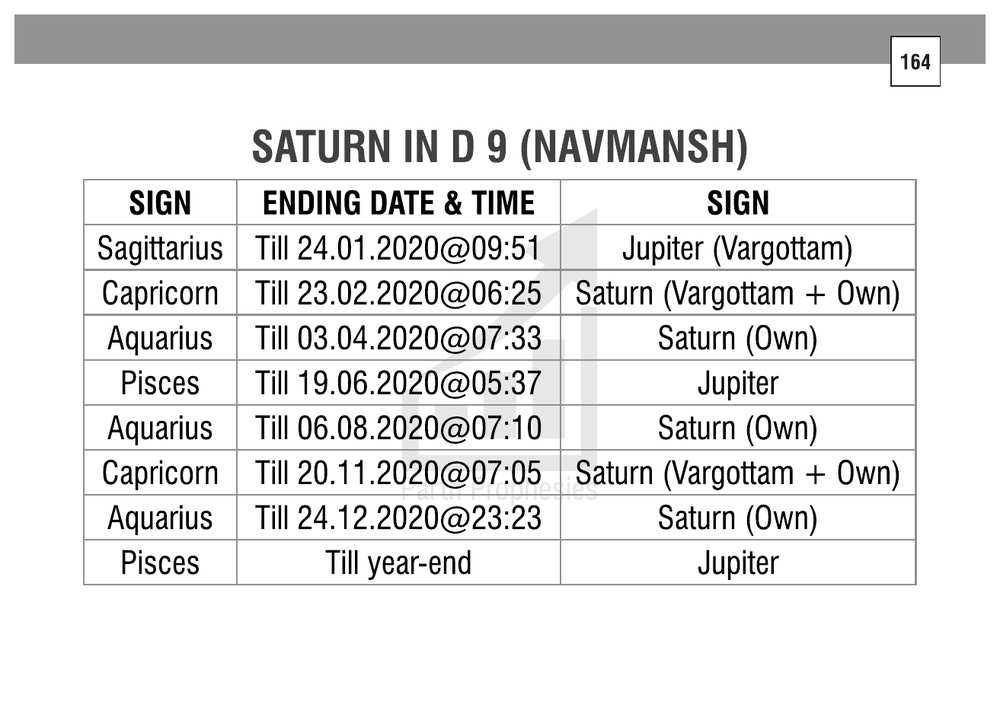 164
SATURN IN D 9 (NAVMANSH)
SIGN ENDING DATE & TIME SIGN
Sagittarius Till 24.01.2020@09:51 Jupiter (Vargottam)
Capricorn Till 23.02.2020@06:25 Saturn (Vargottam + Own)
Aquarius Till 03.04.2020@07:33 Saturn (Own)
Pisces Till 19.06.2020@05:37 Jupiter
Aquarius Till 06.08.2020@07:10 Saturn (Own)
Capricorn Till 20.11.2020@07:05 Saturn (Vargottam + Own)
Parth Prophesies
Aquarius Till 24.12.2020@23:23 Saturn (Own)
Pisces Till year-end Jupiter